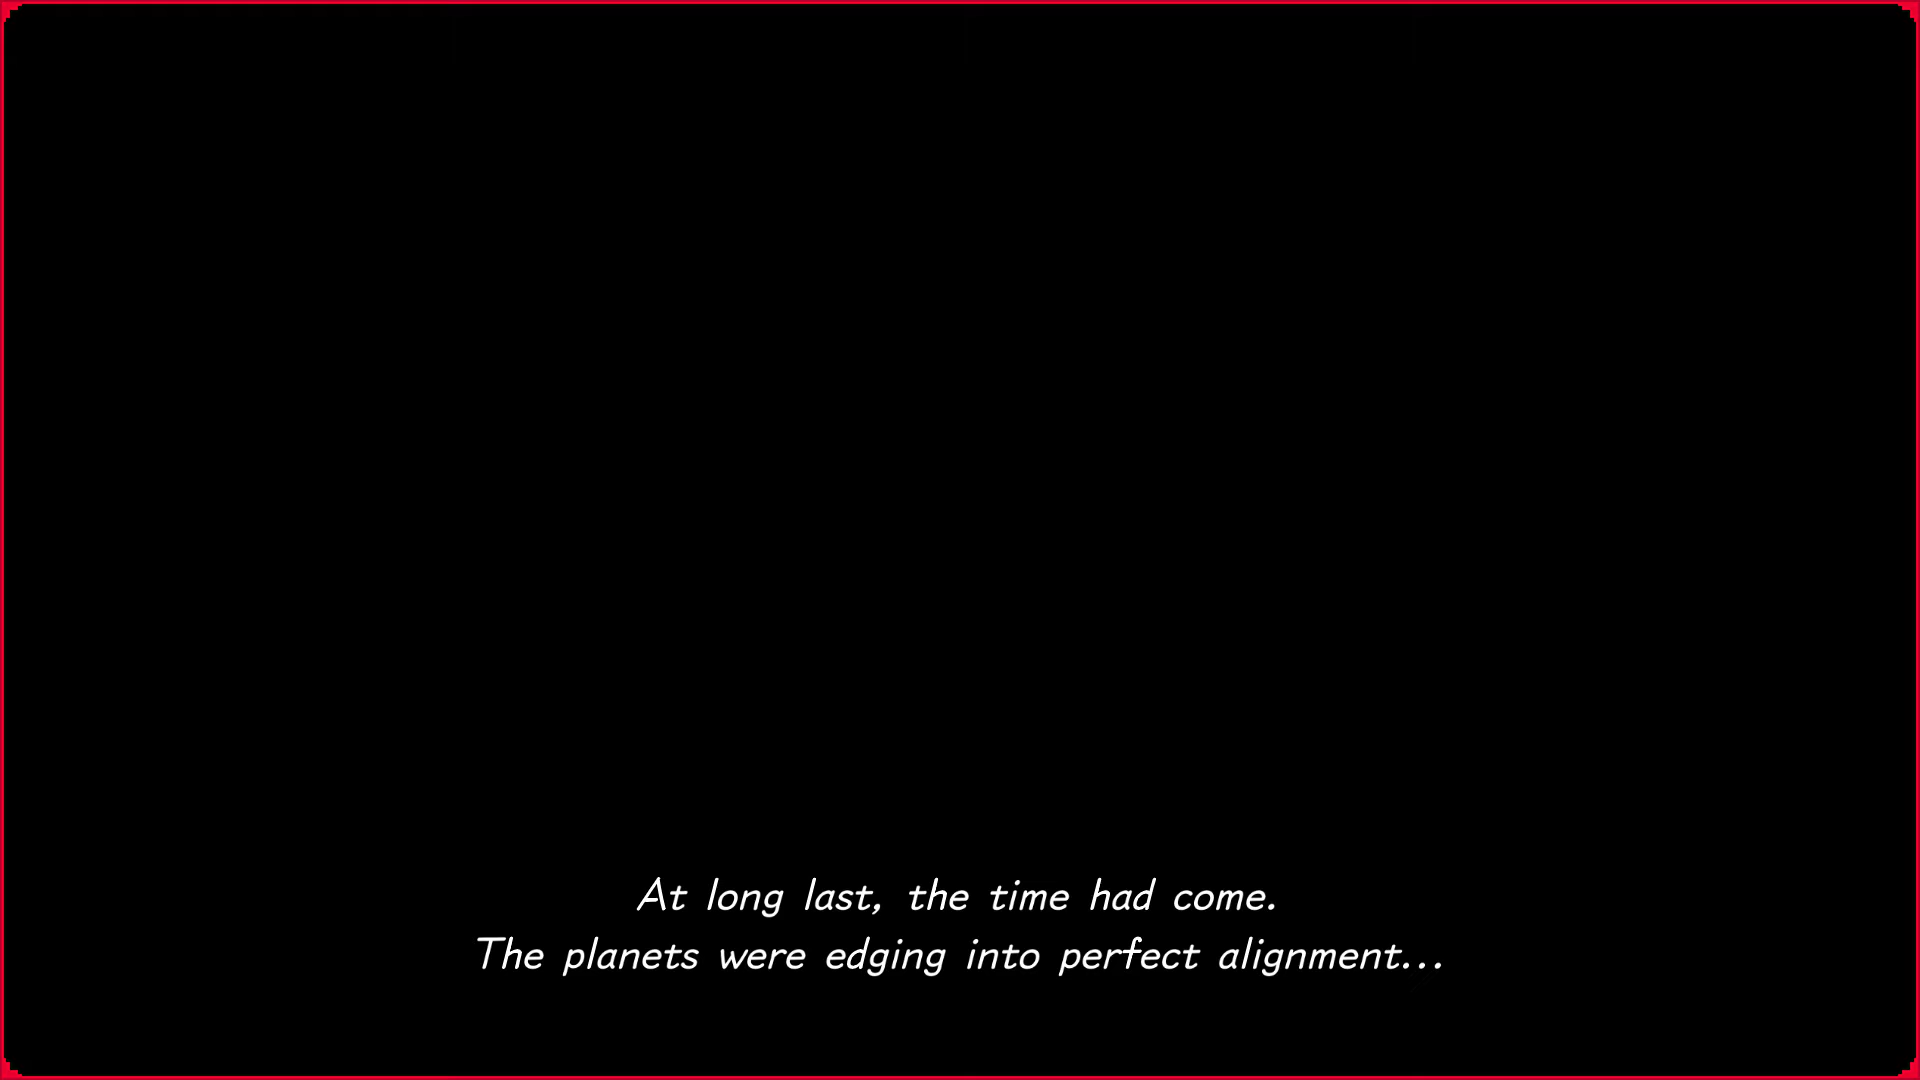 At long last, the time had come.
The planets were edging into perfect alignment...